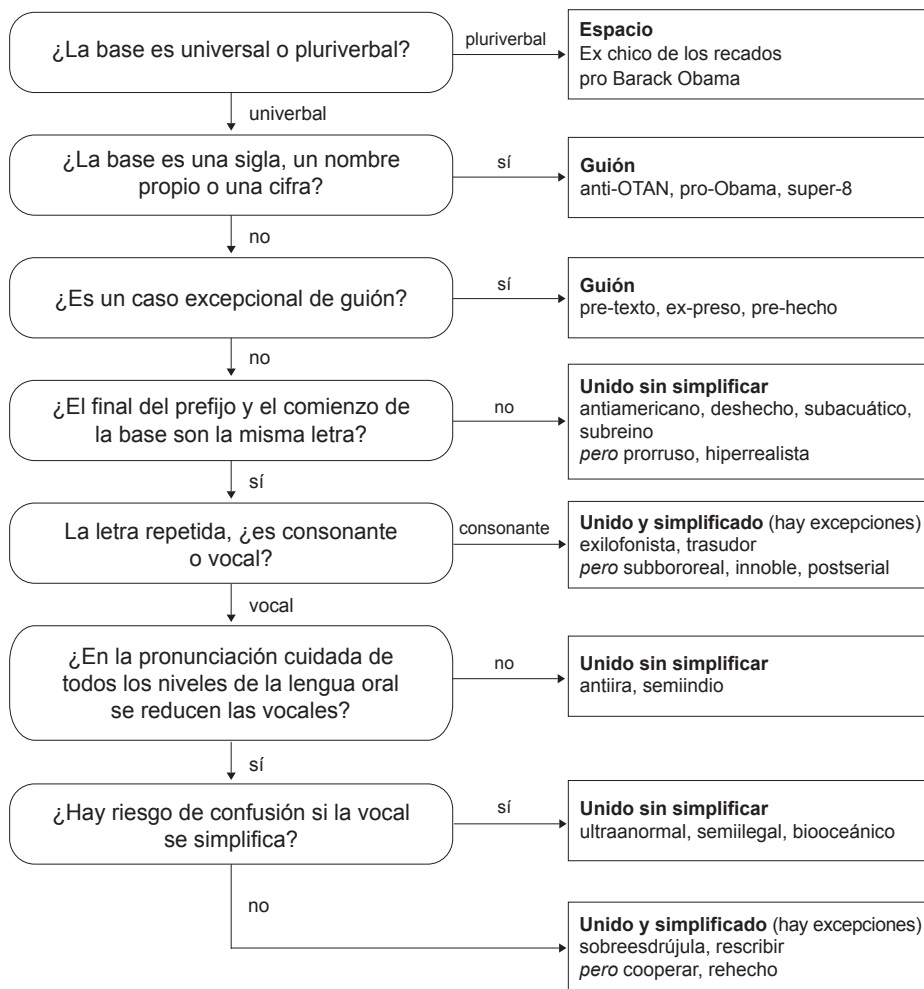 ¿La base es universal o pluriverbal?
pluriverbal
Espacio
Ex chico de los recados
pro Barack Obama
univerbal
¿La base es una sigla, un nombre
propio o una cifra?
sí
Guión
anti-OTAN, pro-Obama, super-8
no
¿Es un caso excepcional de guión?
sí
Guión
pre-texto, ex-preso, pre-hecho
no
¿El final del prefijo y el comienzo de
la base son la misma letra?
no
Unido sin simplificar
antiamericano, deshecho, subacuático,
subreino
pero prorruso, hiperrealista
sí
La letra repetida, ¿es consonante
o vocal?
consonante
Unido y simplificado (hay excepciones)
exilofonista, trasudor
pero subbororeal, innoble, postserial
vocal
¿En la pronunciación cuidada de
todos los niveles de la lengua oral
se reducen las vocales?
no
Unido sin simplificar
antiira, semiindio
sí
¿Hay riesgo de confusión si la vocal
se simplifica?
sí
Unido sin simplificar
ultraanormal, semiilegal, biooceánico
no
Unido y simplificado (hay excepciones)
sobreesdrújula, rescribir
pero cooperar, rehecho